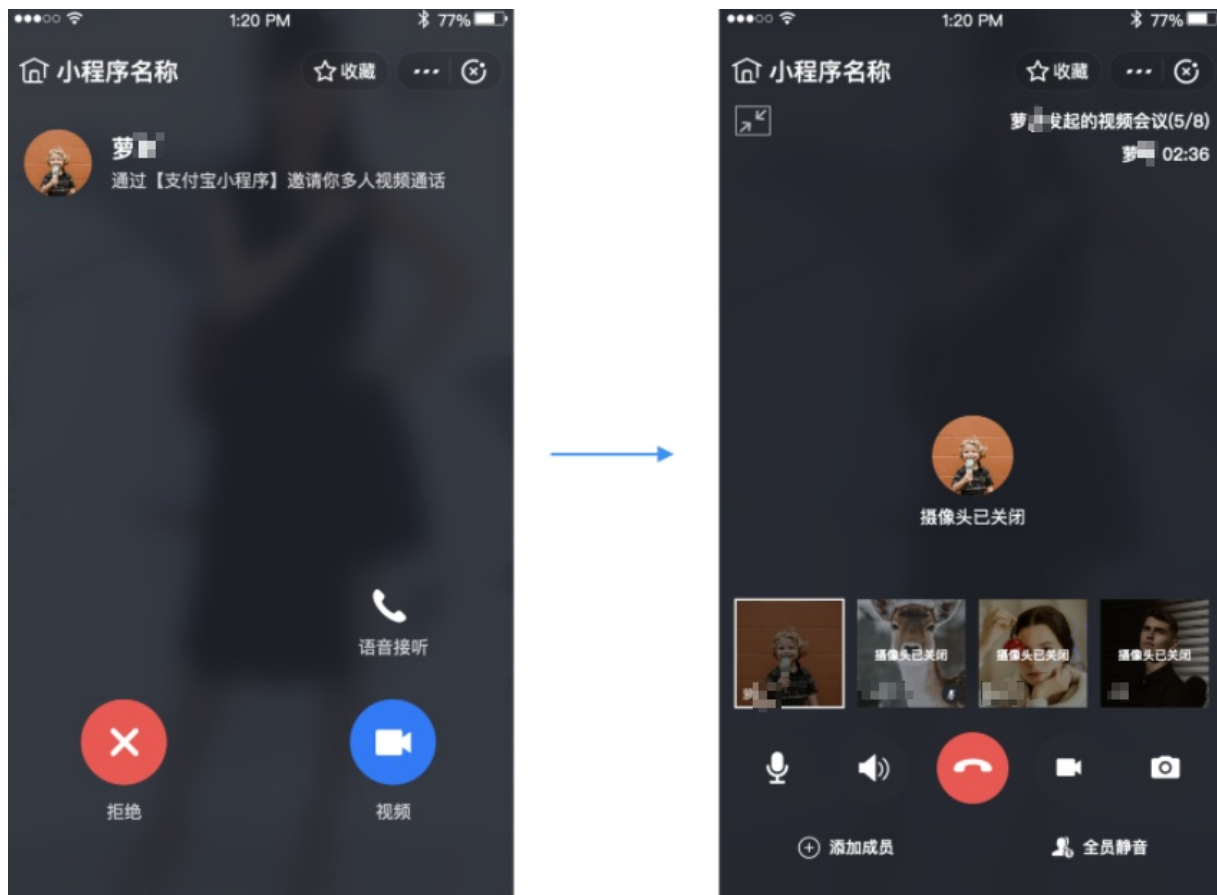 1:20 PM 77%
小程序名称 收藏
萝
通过【支付宝小程序】邀请你多人视频通话
语音接听
拒绝 视频
1:20 PM 77%
小程序名称 收藏
萝 发起的视频会议(5/8)
萝 02:36
摄像头已关闭
摄像头已关闭 摄像头已关闭 摄像头已关闭
萝
添加成员 全员静音